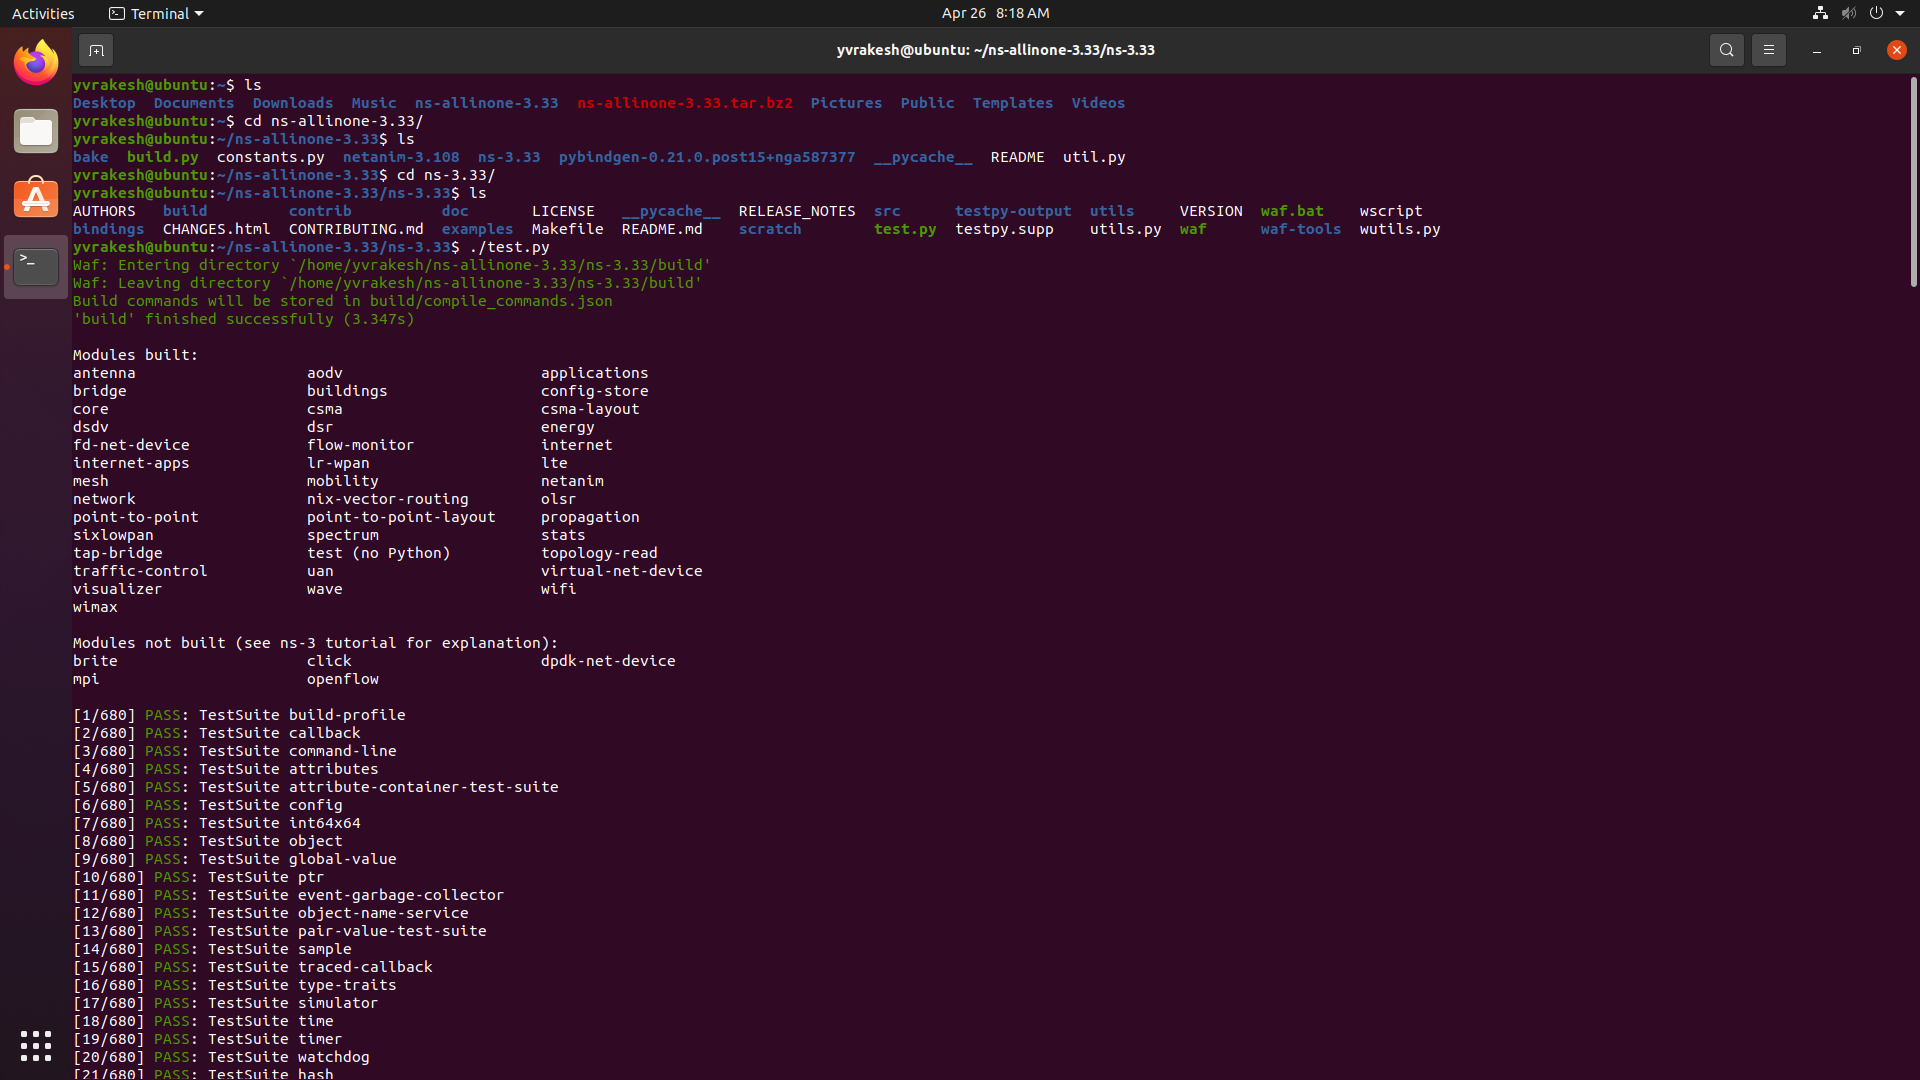 Activities Terminal Apr 26 8:18 AM
yvrakesh@ubuntu: ~/ns-allinone-3.33/ns-3.33
yvrakesh@ubuntu:~$ ls
Desktop Documents Downloads Music ns-allinone-3.33 ns-allinone-3.33.tar.bz2 Pictures Public Templates Videos
yvrakesh@ubuntu:~$ cd ns-allinone-3.33/
yvrakesh@ubuntu:~/ns-allinone-3.33$ ls
bake build.py constants.py netanim-3.108 ns-3.33 pybindgen-0.21.0.post15+nga587377 __pycache__ README util.py
yvrakesh@ubuntu:~/ns-allinone-3.33$ cd ns-3.33/
yvrakesh@ubuntu:~/ns-allinone-3.33/ns-3.33$ ls
AUTHORS build contrib doc LICENSE __pycache__ RELEASE_NOTES src testpy-output utils VERSION waf.bat wscript
bindings CHANGES.html CONTRIBUTING.md examples Makefile README.md scratch test.py testpy.supp utils.py waf waf-tools wutils.py
yvrakesh@ubuntu:~/ns-allinone-3.33/ns-3.33$ ./test.py
Waf: Entering directory `/home/yvrakesh/ns-allinone-3.33/ns-3.33/build'
Waf: Leaving directory `/home/yvrakesh/ns-allinone-3.33/ns-3.33/build'
Build commands will be stored in build/compile_commands.json
'build' finished successfully (3.347s)
Modules built:
antenna aodv applications
bridge buildings config-store
core csma csma-layout
dsdv dsr energy
fd-net-device flow-monitor internet
internet-apps lr-wpan lte
mesh mobility netanim
network nix-vector-routing olsr
point-to-point point-to-point-layout propagation
sixlowpan spectrum stats
tap-bridge test (no Python) topology-read
traffic-control uan virtual-net-device
visualizer wave wifi
wimax
Modules not built (see ns-3 tutorial for explanation):
brite click dpdk-net-device
mpi openflow
[1/680] PASS: TestSuite build-profile
[2/680] PASS: TestSuite callback
[3/680] PASS: TestSuite command-line
[4/680] PASS: TestSuite attributes
[5/680] PASS: TestSuite attribute-container-test-suite
[6/680] PASS: TestSuite config
[7/680] PASS: TestSuite int64x64
[8/680] PASS: TestSuite object
[9/680] PASS: TestSuite global-value
[10/680] PASS: TestSuite ptr
[11/680] PASS: TestSuite event-garbage-collector
[12/680] PASS: TestSuite object-name-service
[13/680] PASS: TestSuite pair-value-test-suite
[14/680] PASS: TestSuite sample
[15/680] PASS: TestSuite traced-callback
[16/680] PASS: TestSuite type-traits
[17/680] PASS: TestSuite simulator
[18/680] PASS: TestSuite time
[19/680] PASS: TestSuite timer
[20/680] PASS: TestSuite watchdog
[21/680] PASS: TestSuite hash